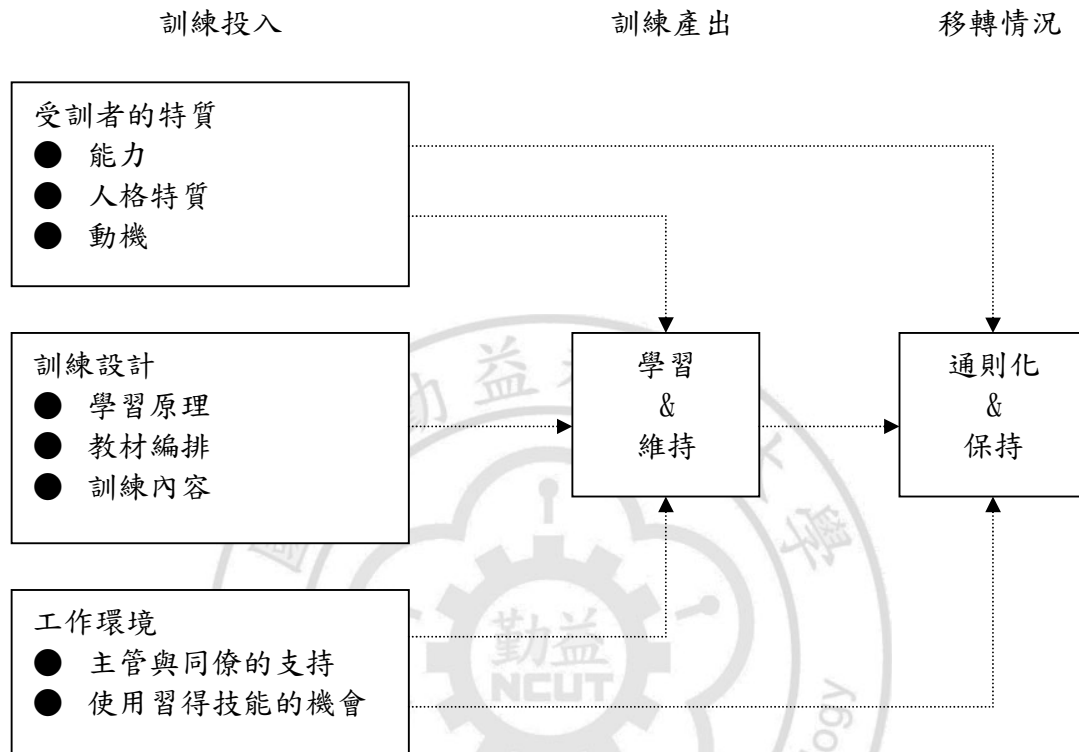 訓練投入 訓練產出 移轉情況
受訓者的特質
● 能力
● 人格特質
● 動機
訓練設計
● 學習原理
● 教材編排
● 訓練內容
工作環境
● 主管與同僚的支持
● 使用習得技能的機會
學習
&
維持
通則化
&
保持
勤益
NCUT